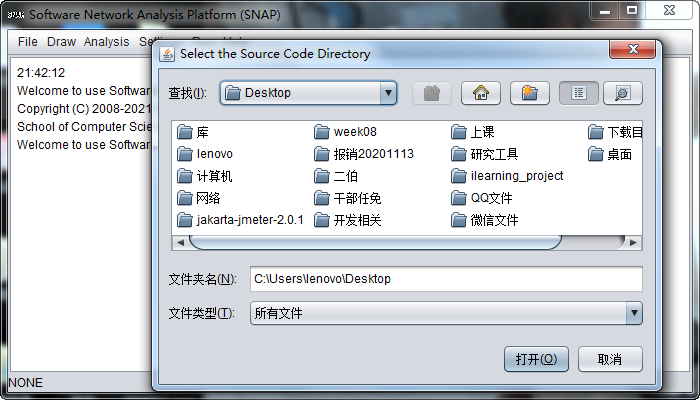 Software Network Analysis Platform (SNAP)
File Draw Analysis
21:42:12
Welcome to use Softwar
Copyright (C) 2008-2021
School of Computer Scie
Welcome to use Softwar
NONE
Select the Source Code Directory
查找(I):
Desktop
库
week08
上课
下载目
lenovo
报销20201113
研究工具
桌面
计算机
二伯
ilearning_project
网络
干部任免
QQ文件
jakarta-jmeter-2.0.1
开发相关
微信文件
文件夹名(N):
C:\Users\lenovo\Desktop
文件类型(T):
所有文件
打开(O)
取消